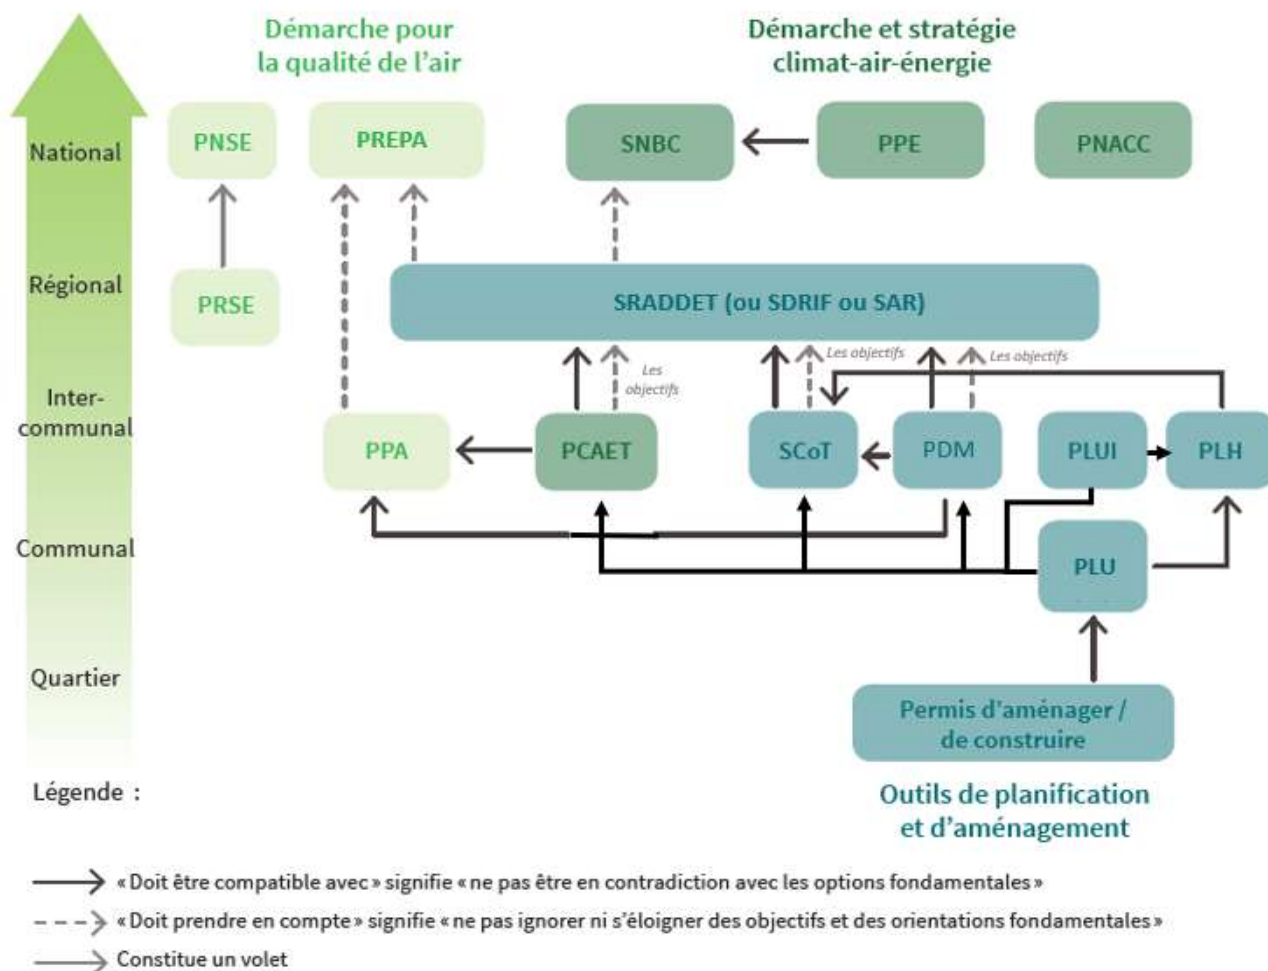 Démarche pour
la qualité de l’air
Démarche et stratégie
climat-air-énergie
National
PNSE
PREPA
SNBC
PPE
PNACC
Régional
PRSE
SRADDET (ou SDRIF ou SAR)
Les
objectifs
Les objectifs
Les objectifs
Inter-
communal
PPA
PCAET
SCoT
PDM
PLUI
PLH
Communal
PLU
Quartier
Permis d’aménager /
de construire
Légende :
Outils de planification
et d’aménagement
« Doit être compatible avec » signifie « ne pas être en contradiction avec les options fondamentales »
« Doit prendre en compte » signifie « ne pas ignorer ni s’éloigner des objectifs et des orientations fondamentales »
Constitue un volet